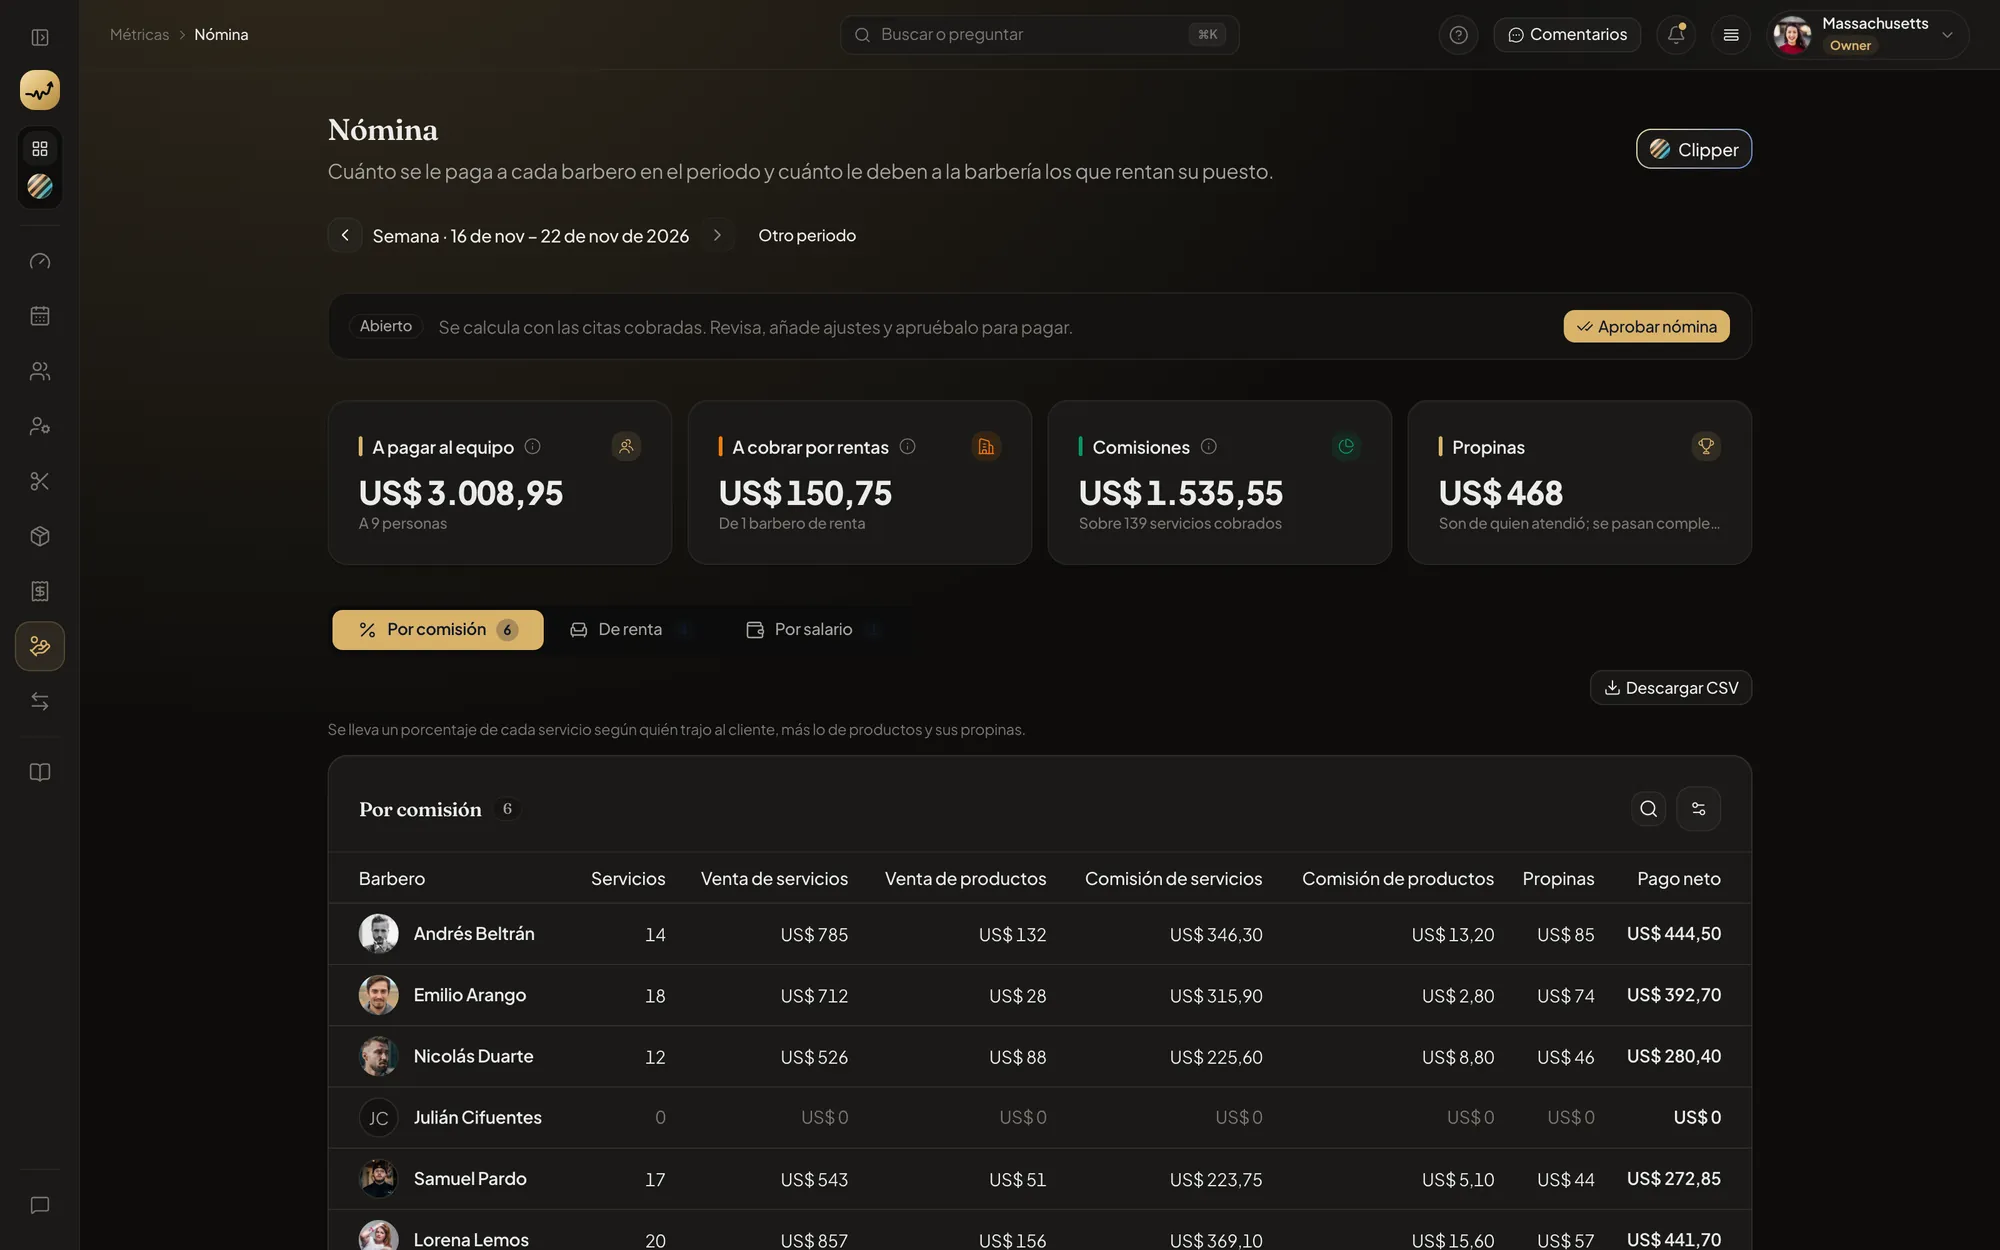 Métricas > Nómina
Buscar o preguntar ⌘K
Comentarios
Massachusetts
Owner
Nómina
Cuánto se le paga a cada barbero en el periodo y cuánto le deben a la barbería los que rentan su puesto.
Clipper
Semana · 16 de nov – 22 de nov de 2026
Otro periodo
Abierto
Se calcula con las citas cobradas. Revisa, añade ajustes y apruébalo para pagar.
Aprobar nómina
A pagar al equipo
US$ 3.008,95
A 9 personas
A cobrar por rentas
US$ 150,75
De 1 barbero de renta
Comisiones
US$ 1.535,55
Sobre 139 servicios cobrados
Propinas
US$ 468
Son de quien atendió; se pasan comple...
Por comisión 6
De renta
Por salario
Descargar CSV
Se lleva un porcentaje de cada servicio según quién trajo al cliente, más lo de productos y sus propinas.
Por comisión 6
Barbero Servicios Venta de servicios Venta de productos Comisión de servicios Comisión de productos Propinas Pago neto
Andrés Beltrán 14 US$ 785 US$ 132 US$ 346,30 US$ 13,20 US$ 85 US$ 444,50
Emilio Arango 18 US$ 712 US$ 28 US$ 315,90 US$ 2,80 US$ 74 US$ 392,70
Nicolás Duarte 12 US$ 526 US$ 88 US$ 225,60 US$ 8,80 US$ 46 US$ 280,40
JC Julián Cifuentes 0 US$ 0 US$ 0 US$ 0 US$ 0 US$ 0 US$ 0
Samuel Pardo 17 US$ 543 US$ 51 US$ 223,75 US$ 5,10 US$ 44 US$ 272,85
Lorena Lemos 20 US$ 857 US$ 156 US$ 369,10 US$ 15,60 US$ 57 US$ 441,70